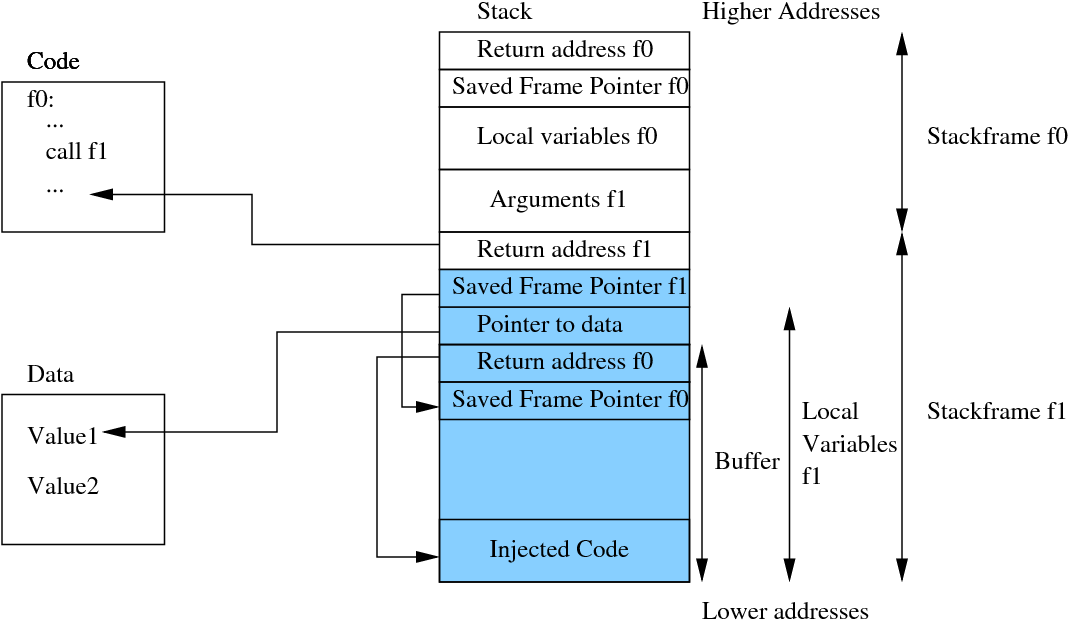 Stack
Higher Addresses
Code
f0:
...
call f1
...
Return address f0
Saved Frame Pointer f0
Local variables f0
Arguments f1
Return address f1
Saved Frame Pointer f1
Pointer to data
Return address f0
Saved Frame Pointer f0
Injected Code
Data
Value1
Value2
Buffer
Local
Variables
f1
Stackframe f0
Stackframe f1
Lower addresses